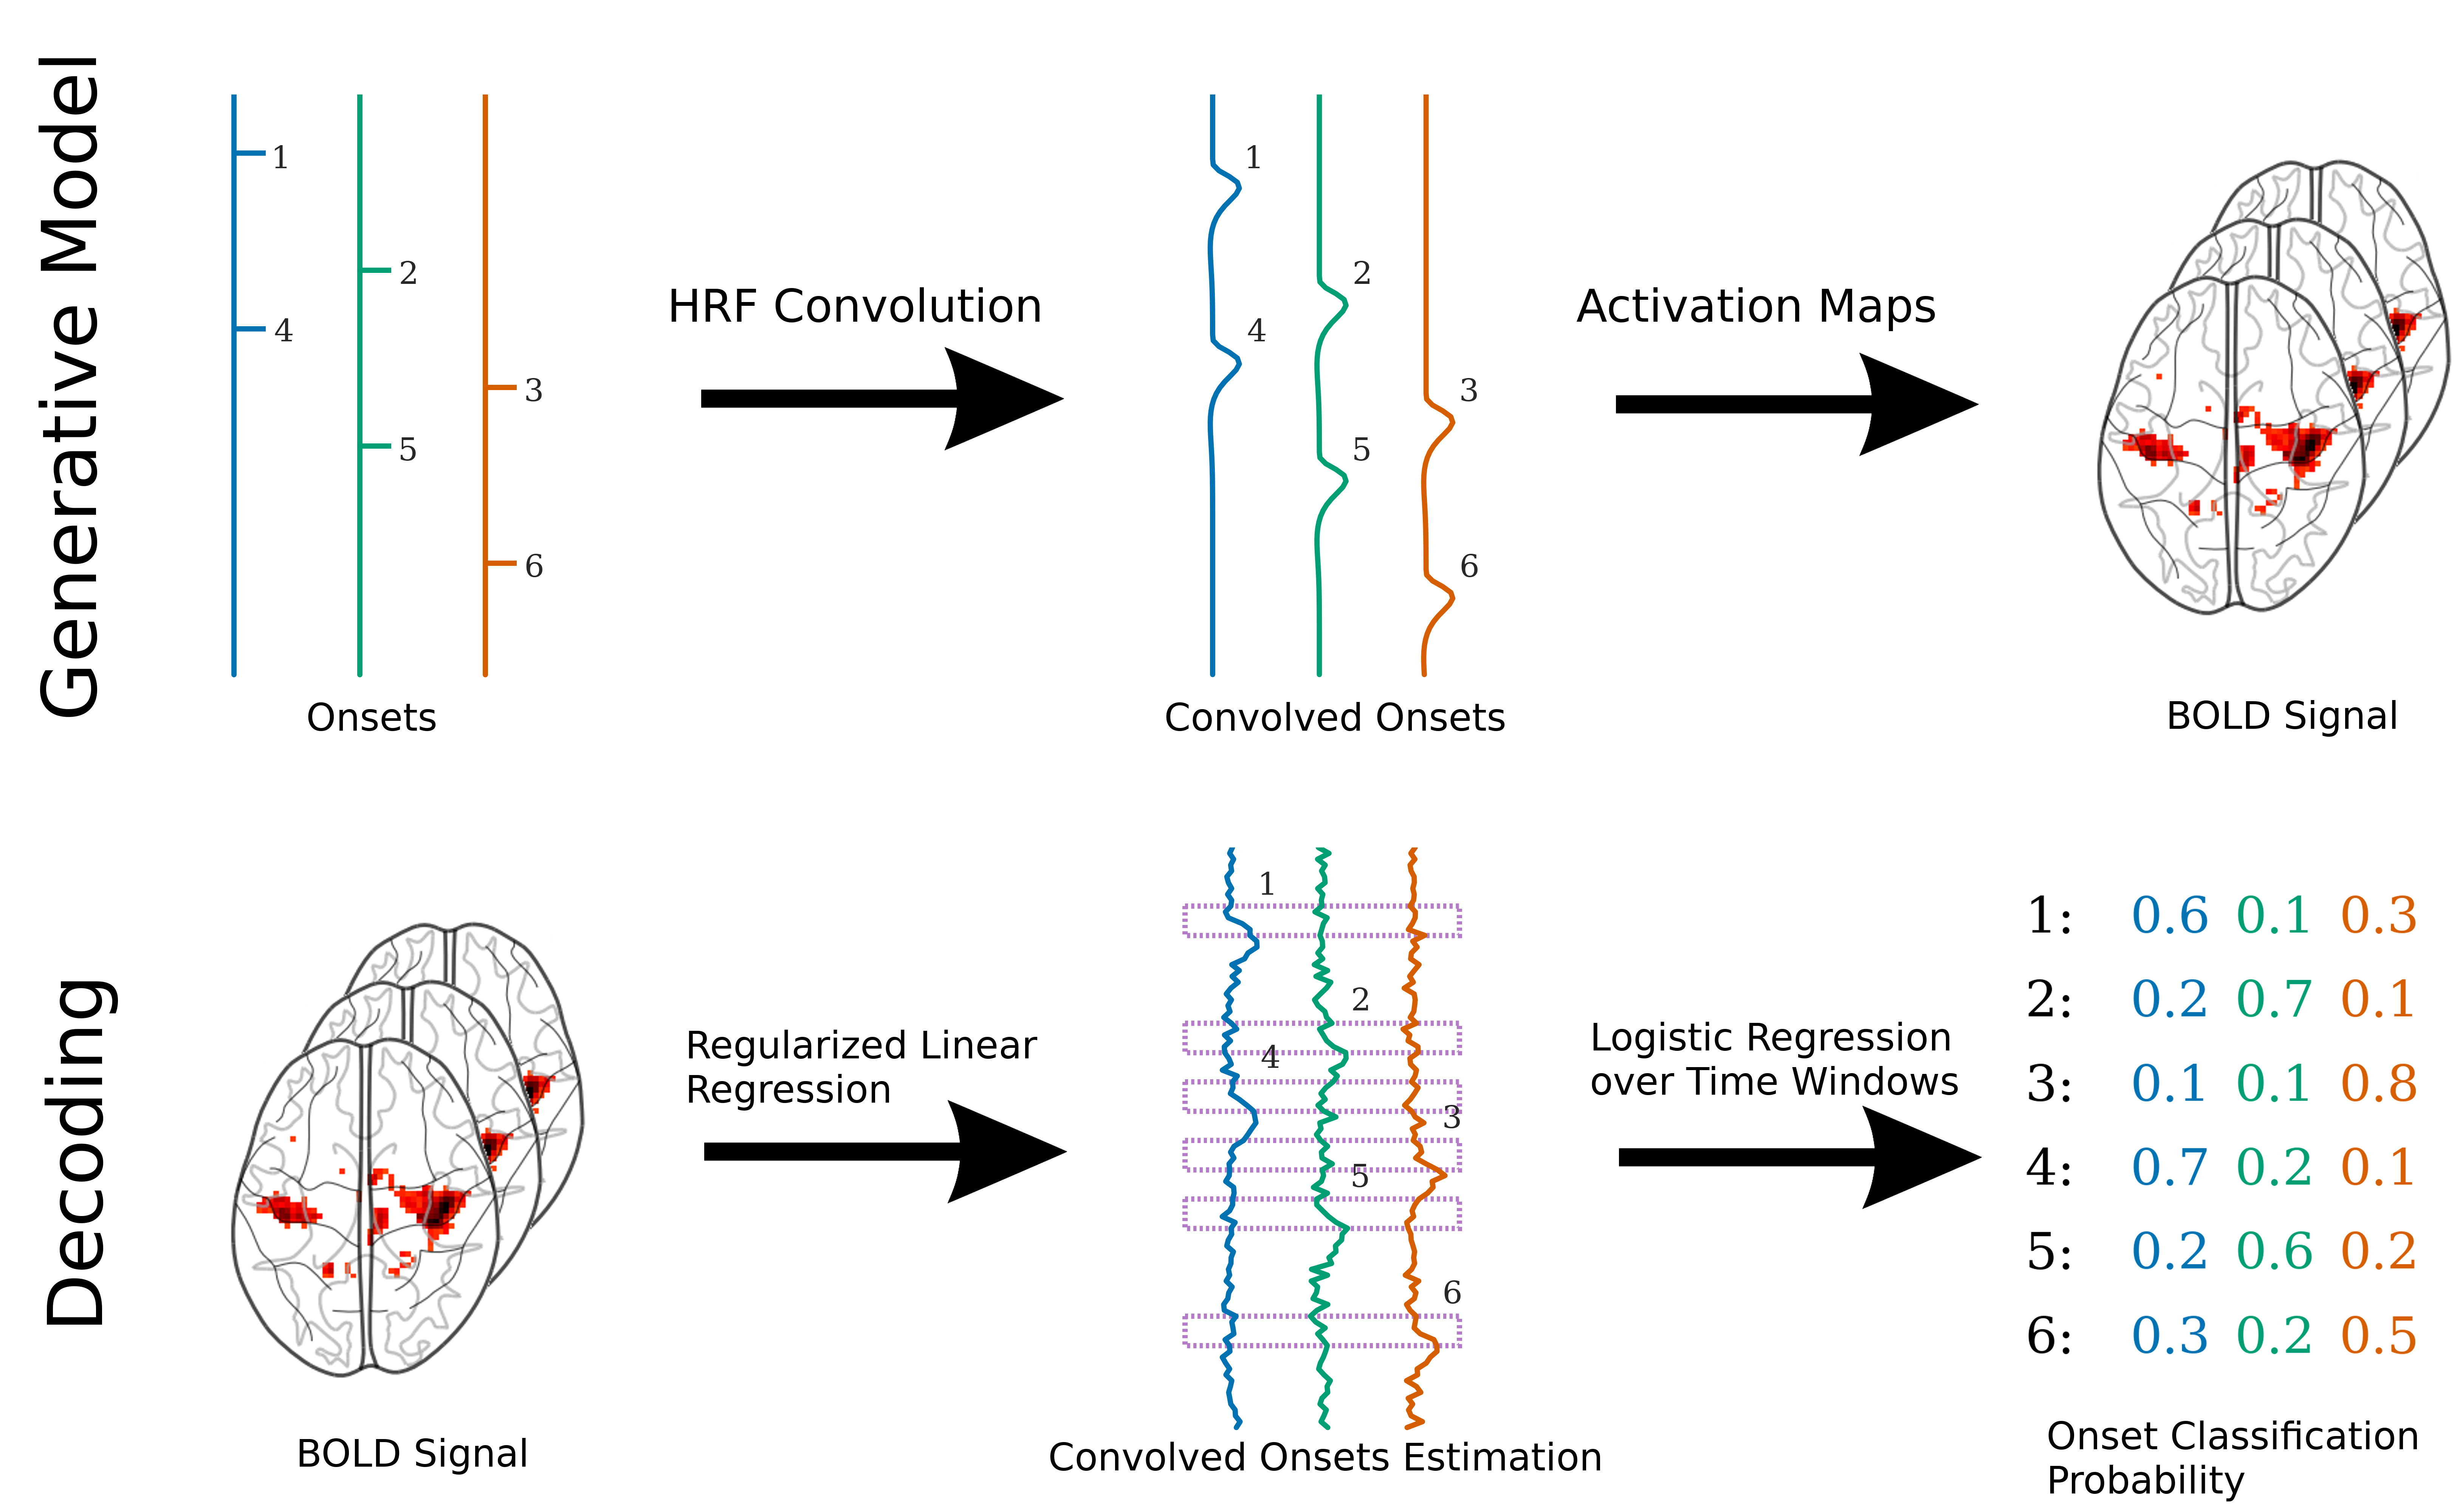 Generative Model
1
2
4
3
5
6
Onsets
HRF Convolution
1
2
4
3
5
6
Convolved Onsets
Activation Maps
BOLD Signal
Decoding
BOLD Signal
Regularized Linear
Regression
1
2
4
3
5
6
Convolved Onsets Estimation
Logistic Regression
over Time Windows
1: 0.6 0.1 0.3
2: 0.2 0.7 0.1
3: 0.1 0.1 0.8
4: 0.7 0.2 0.1
5: 0.2 0.6 0.2
6: 0.3 0.2 0.5
Onset Classification
Probability